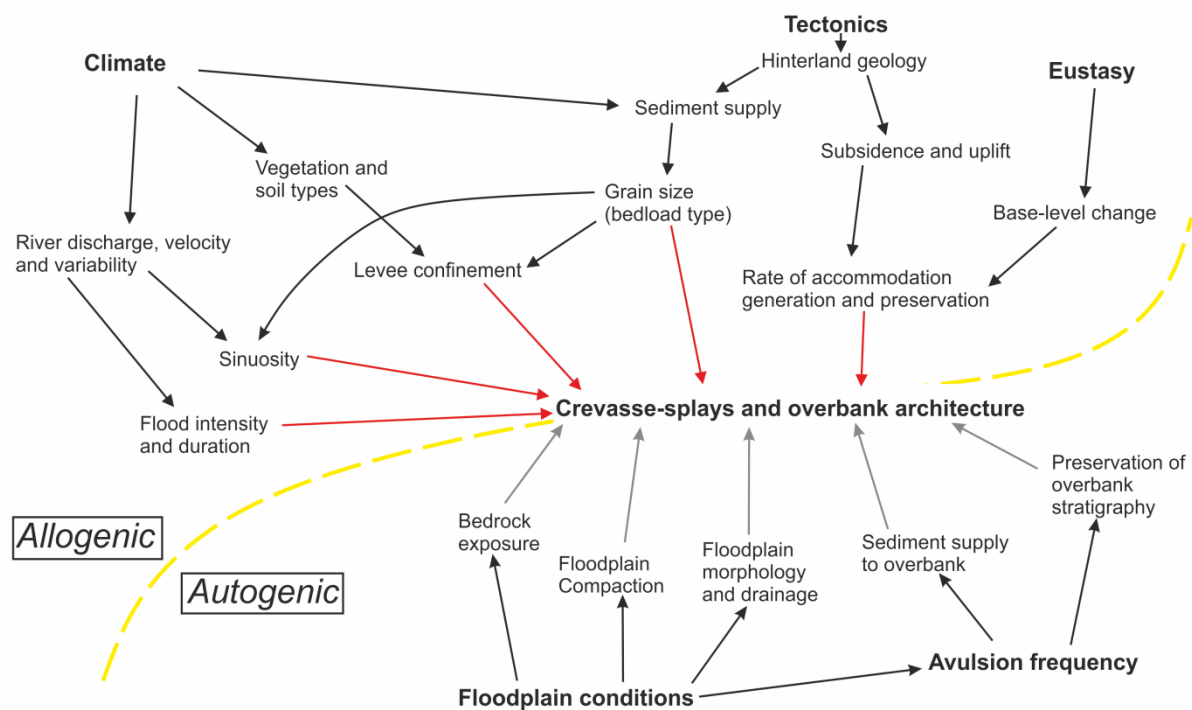 Tectonics
Climate
Hinterland geology
Eustasy
Sediment supply
Vegetation and
soil types
Subsidence and uplift
Grain size
(bedload type)
Base-level change
River discharge, velocity
and variability
Levee confinement
Rate of accommodation
generation and preservation
Sinuosity
Crevasse-splays and overbank architecture
Flood intensity
and duration
Preservation of
overbank
stratigraphy
Allogenic
Bedrock
exposure
Floodplain
Compaction
Floodplain
morphology
and drainage
Sediment supply
to overbank
Autogenic
Avulsion frequency
Floodplain conditions